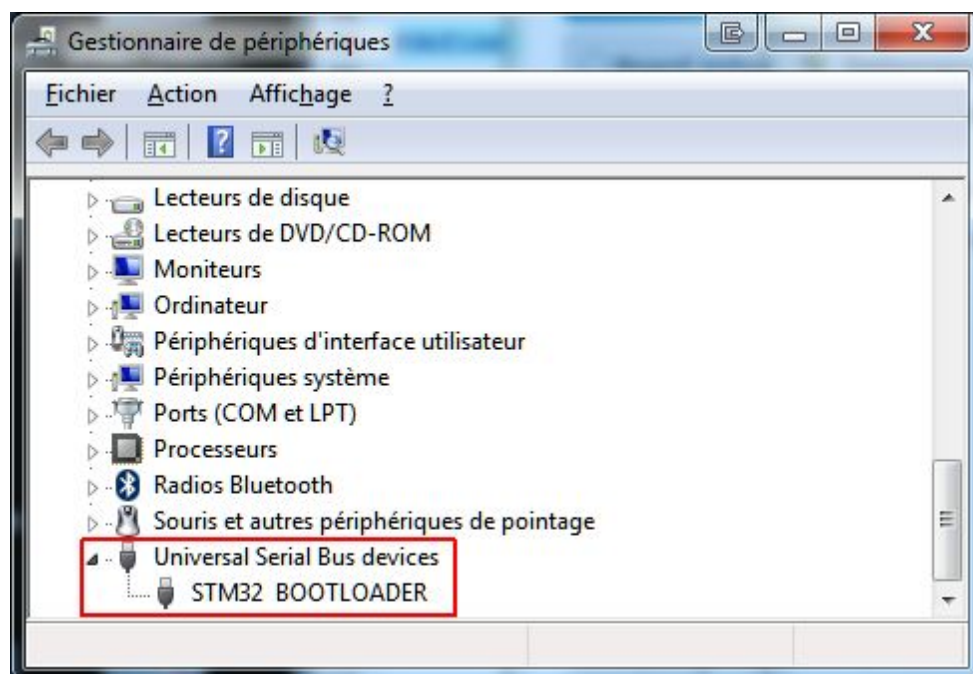 Gestionnaire de périphériques
Fichier Action Affichage ?
Lecteurs de disque
Lecteurs de DVD/CD-ROM
Moniteurs
Ordinateur
Périphériques d'interface utilisateur
Périphériques système
Ports (COM et LPT)
Processeurs
Radios Bluetooth
Souris et autres périphériques de pointage
Universal Serial Bus devices
STM32 BOOTLOADER